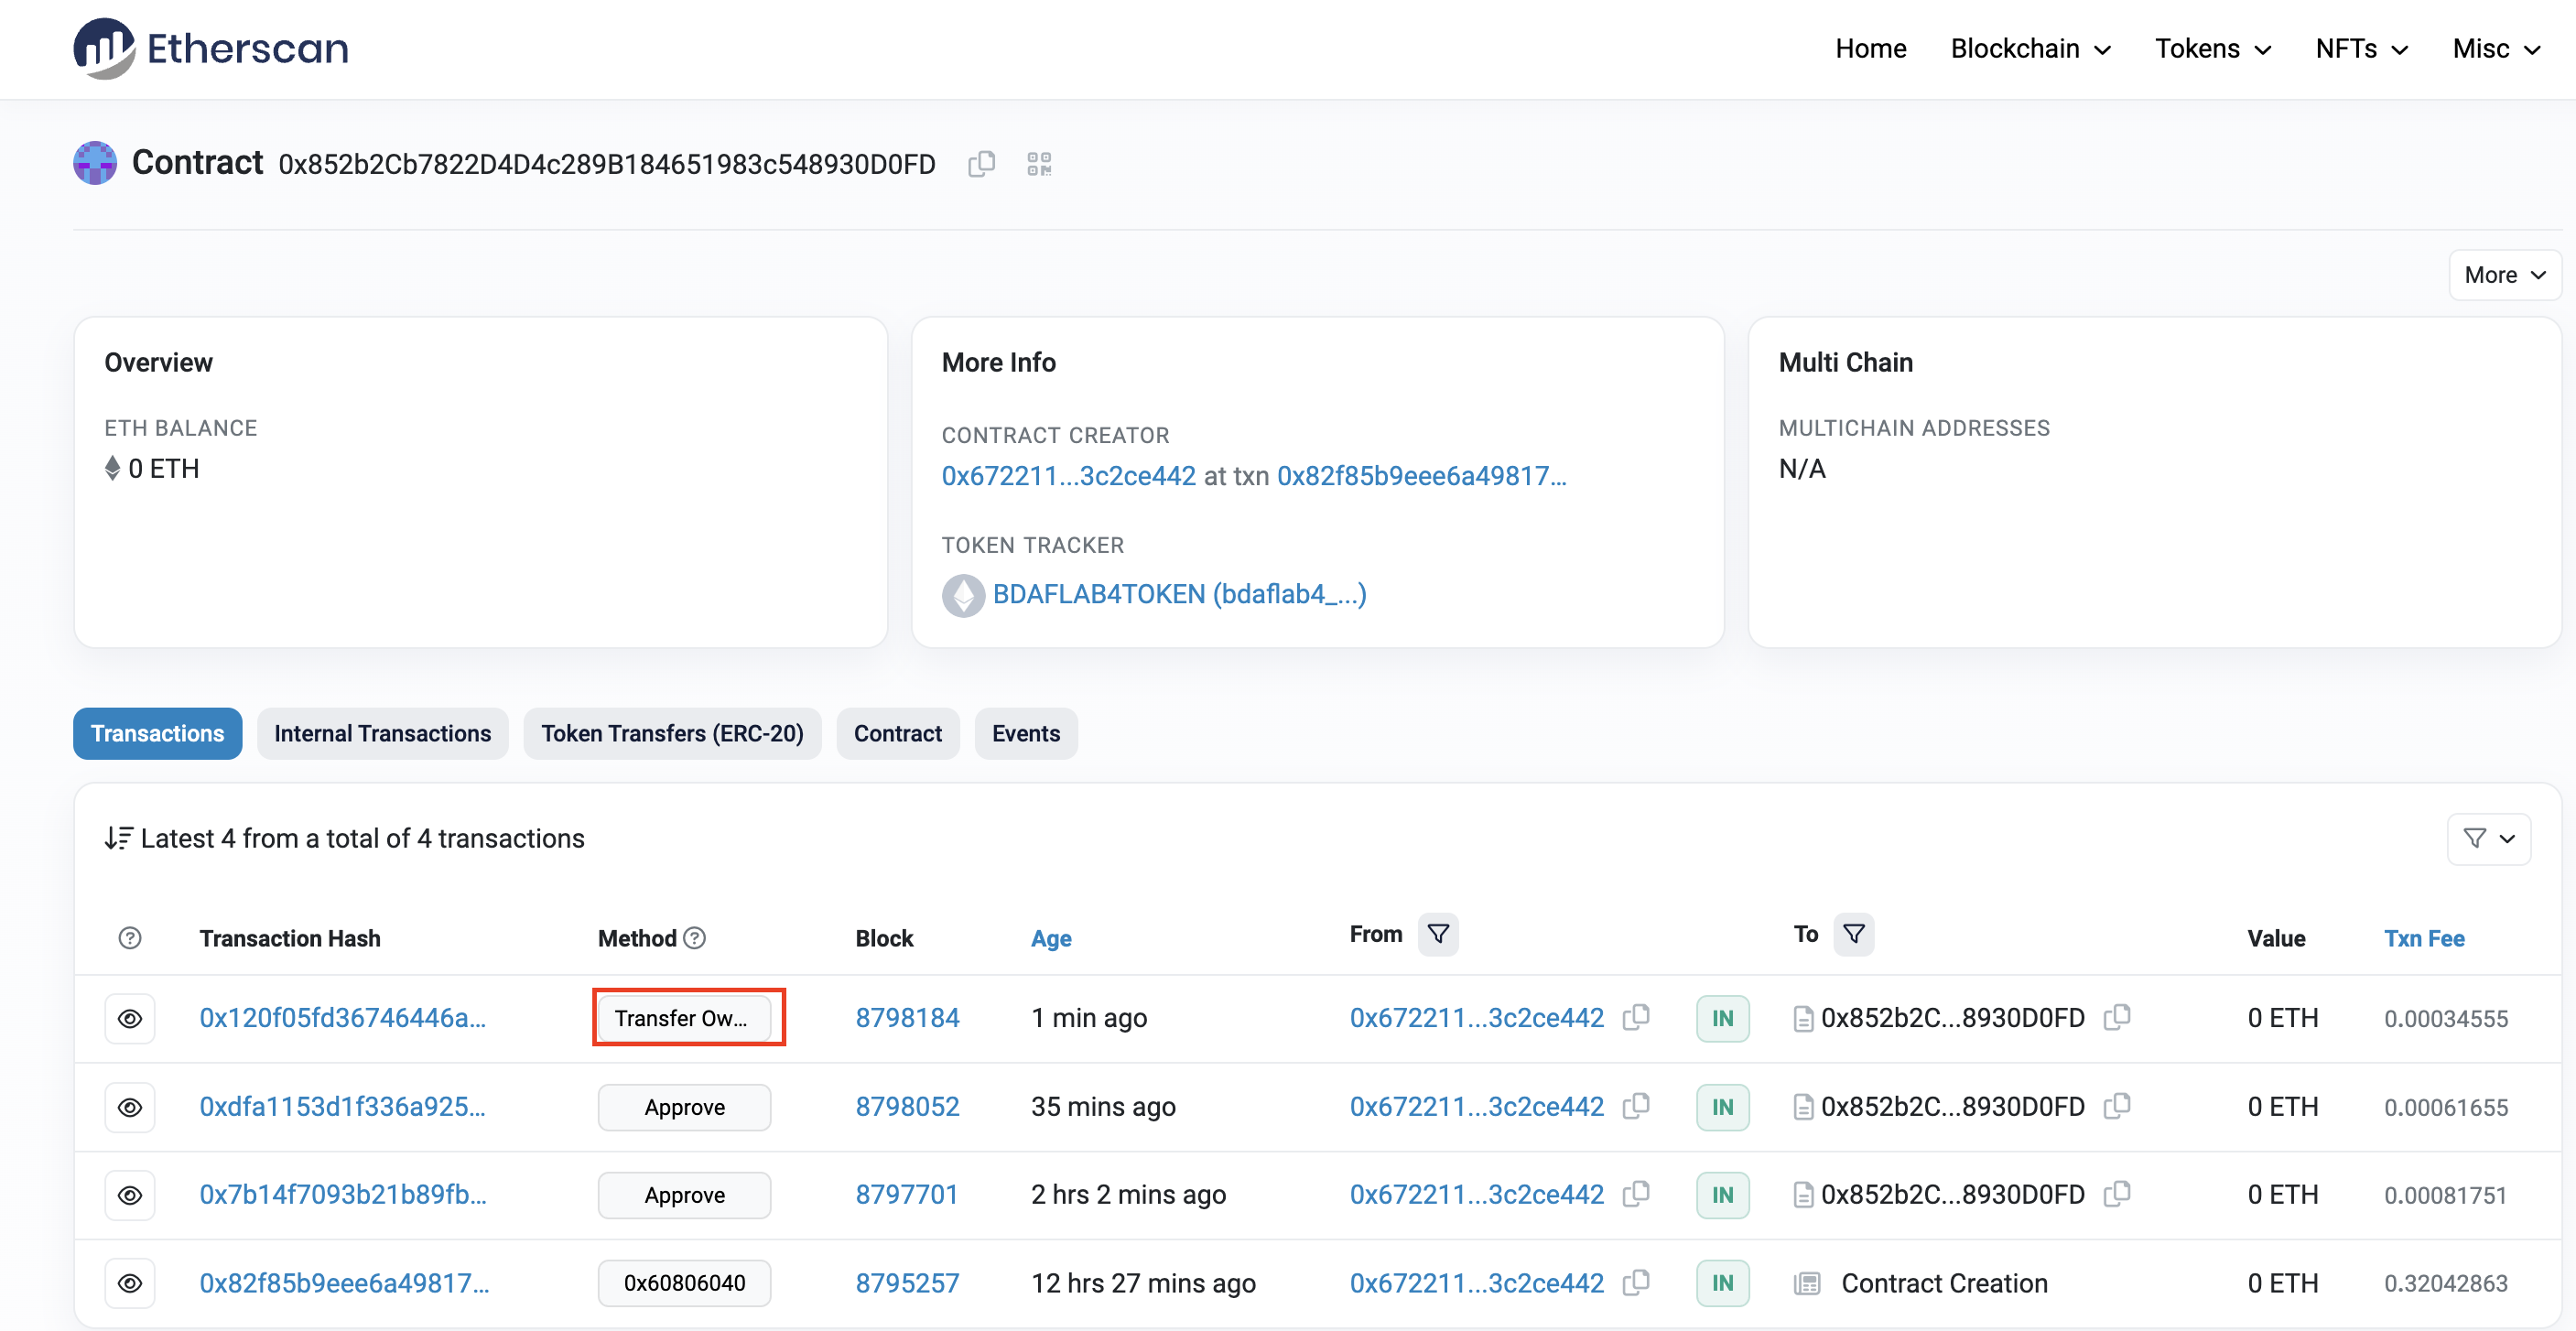 Etherscan
Home Blockchain Tokens NFTs Misc
Contract 0x852b2Cb7822D4D4c289B184651983c548930D0FD
More
Overview
ETH BALANCE
0 ETH
More Info
CONTRACT CREATOR
0x672211...3c2ce442 at txn 0x82f85b9eee6a49817...
TOKEN TRACKER
BDAFLAB4TOKEN (bdaflab4_...)
Multi Chain
MULTICHAIN ADDRESSES
N/A
Transactions Internal Transactions Token Transfers (ERC-20) Contract Events
Latest 4 from a total of 4 transactions
Transaction Hash Method Block Age From To Value Txn Fee
0x120f05fd36746446a... Transfer Ow... 8798184 1 min ago 0x672211...3c2ce442 IN 0x852b2C...8930D0FD 0 ETH 0.00034555
0xdfa1153d1f336a925... Approve 8798052 35 mins ago 0x672211...3c2ce442 IN 0x852b2C...8930D0FD 0 ETH 0.00061655
0x7b14f7093b21b89fb... Approve 8797701 2 hrs 2 mins ago 0x672211...3c2ce442 IN 0x852b2C...8930D0FD 0 ETH 0.00081751
0x82f85b9eee6a49817... 0x60806040 8795257 12 hrs 27 mins ago 0x672211...3c2ce442 IN Contract Creation 0 ETH 0.32042863